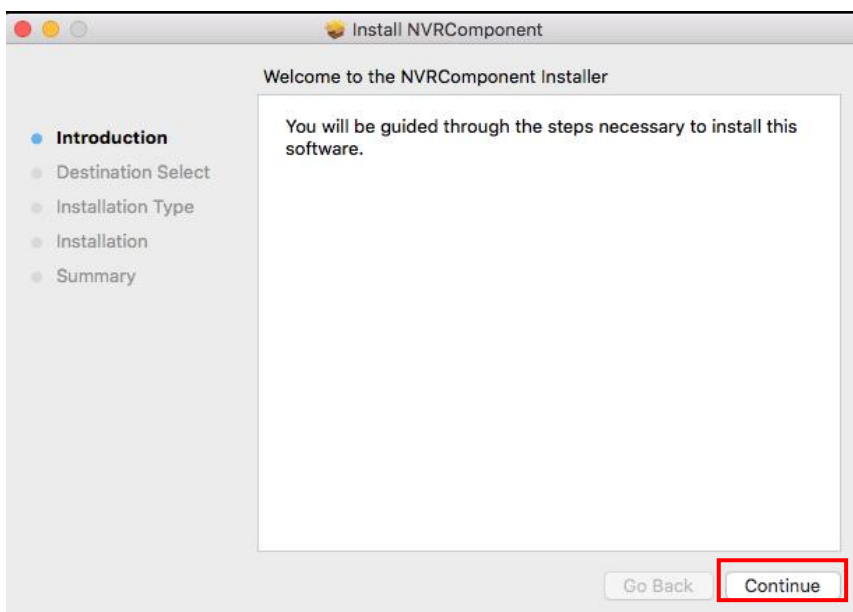 Install NVRComponent
Welcome to the NVRComponent Installer
Introduction
Destination Select
Installation Type
Installation
Summary
You will be guided through the steps necessary to install this
software.
Go Back
Continue